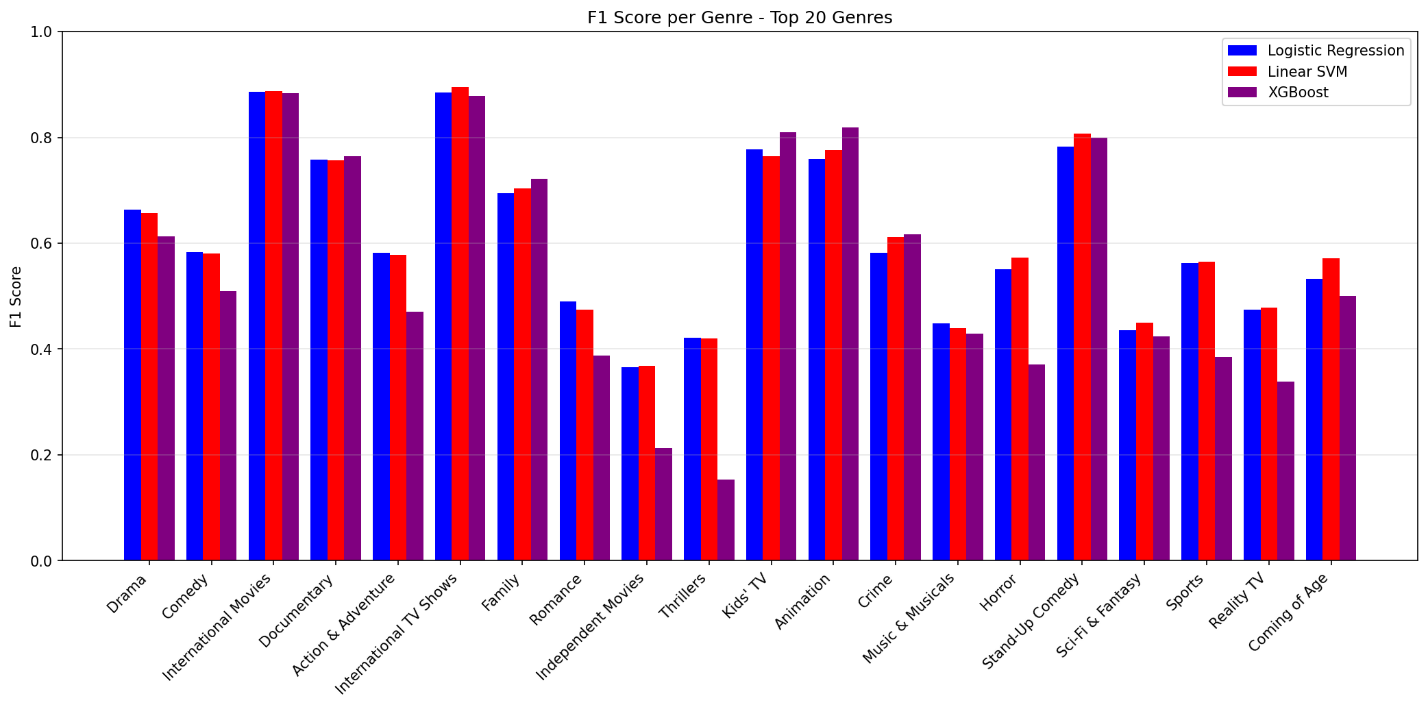 F1 Score per Genre - Top 20 Genres
1.0
0.8
0.6
0.4
0.2
0.0
F1 Score
Logistic Regression
Linear SVM
XGBoost
Drama
Comedy
International Movies
Documentary
Action & Adventure
International TV Shows
Family
Romance
Independent Movies
Thrillers
Kids' TV
Animation
Crime
Music & Musicals
Horror
Stand-Up Comedy
Sci-Fi & Fantasy
Sports
Reality TV
Coming of Age